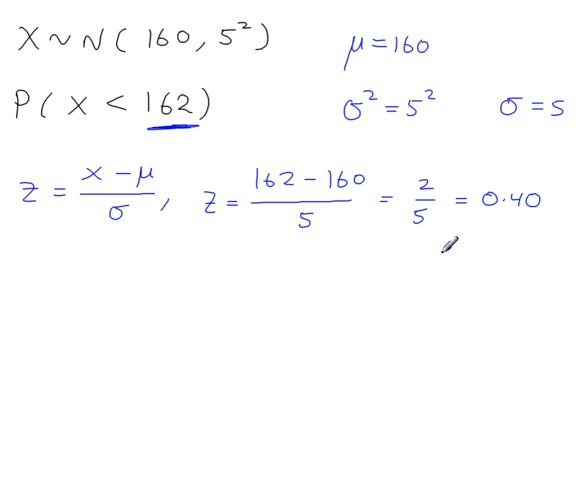 X ~ N ( 160, 5²) μ = 160
P ( X < 162 ) σ² = 5² σ = 5
Z = (x - μ)/σ , Z = (162 - 160)/5 = 2/5 = 0.40